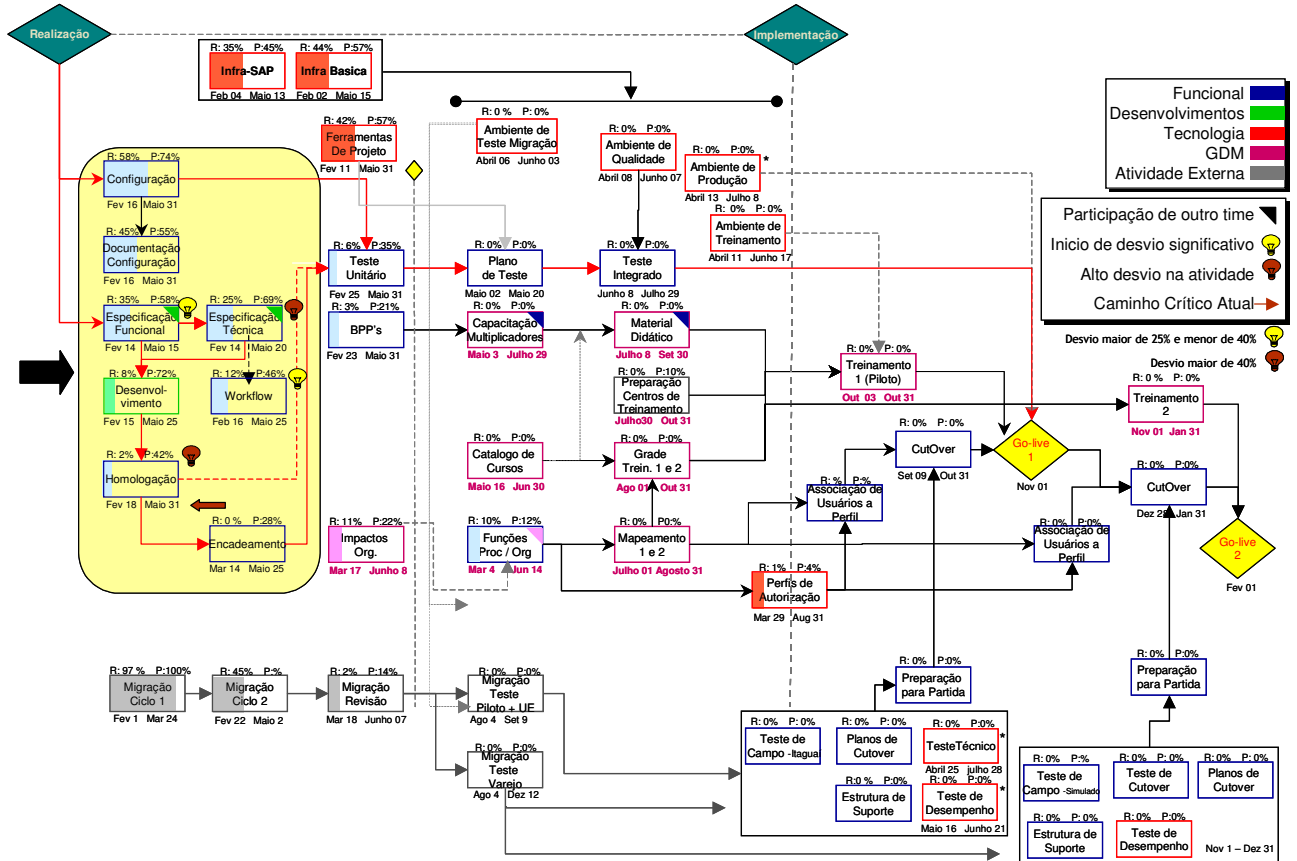 Realização
Implementação
R: 35% P:45%
Infra-SAP
Feb 04 Maio 13
R: 44% P:57%
Infra Basica
Feb 02 Maio 15
Funcional
Desenvolvimentos
Tecnologia
GDM
Atividade Externa
Participação de outro time
Inicio de desvio significativo
Alto desvio na atividade
Caminho Crítico Atual
Desvio maior de 25% e menor de 40%
Desvio maior de 40%
R: 42% P:57%
Ferramentas
De Projeto
Fev 11 Maio 31
R: 0 % P: 0%
Ambiente de
Teste Migração
Abril 06 Junho 03
R: 0% P:0%
Ambiente de
Qualidade
Abril 08 Junho 07
R: 0% P:0%
*
Ambiente de
Produção
Abril 13 Julho 8
R: 0% P: 0%
Ambiente de
Treinamento
Abril 11 Junho 17
R: 58% P:74%
Configuração
Fev 16 Maio 31
R: 45% P:55%
Documentação
Configuração
Fev 16 Maio 31
R: 6% P:35%
Teste
Unitário
Fev 25 Maio 31
R: 0% P:0%
Plano
de Teste
Maio 02 Maio 20
R: 0% P:0%
Teste
Integrado
Junho 8 Julho 29
R: 35% P:58%
Especificação
Funcional
Fev 14 Maio 15
R: 25% P:69%
Especificação
Técnica
Fev 14 Maio 20
R: 3% P:21%
BPP's
Fev 23 Maio 31
R: 0% P:0%
Capacitação
Multiplicadores
Maio 3 Julho 29
R: 0% P:0%
Material
Didático
Julho 8 Set 30
R: 8% P:72%
Desenvol-
vimento
Fev 15 Maio 25
R: 12% P:46%
Workflow
Feb 16 Maio 25
R: 0% P:10%
Preparação
Centros de
Treinamento
Julho30 Out 31
R: 0% P:0%
Treinamento
1 (Piloto)
Out 03 Out 31
R: 0 % P: 0%
Treinamento
2
Nov 01 Jan 31
R: 2% P:42%
Homologação
Fev 18 Maio 31
R: 0% P:0%
Catalogo de
Cursos
Maio 16 Jun 30
R: 0% P:0%
Grade
Trein. 1 e 2
Ago 01 Out 31
R: 0% P: 0%
CutOver
Set 09 Out 31
Go-live
1
Nov 01
R: 0% P: 0%
CutOver
Dez 28 Jan 31
R: % P:%
Associação de
Usuários a
Perfil
R: 0% P:0%
Associação de
Usuários a
Perfil
Go-live
2
Fev 01
R: 0 % P:28%
Encadeamento
Mar 14 Maio 25
R: 11% P:22%
Impactos
Org.
Mar 17 Junho 8
R: 10% P:12%
Funções
Proc / Org
Mar 4 Jun 14
R: 0% P0:%
Mapeamento
1 e 2
Julho 01 Agosto 31
R: 1% P:4%
Perfis de
Autorização
Mar 29 Aug 31
R: 97 % P:100%
Migração
Ciclo 1
Fev 1 Mar 24
R: 45% P:%
Migração
Ciclo 2
Fev 22 Maio 2
R: 2% P:14%
Migração
Revisão
Mar 18 Junho 07
R: 0% P:0%
Migração
Teste
Piloto + UF
Ago 4 Set 9
R: 0% P:0%
Migração
Teste
Varejo
Ago 4 Dez 12
R: 0% P:0%
Preparação
para Partida
R: 0% P:0%
Preparação
para Partida
R: 0% P: 0%
Teste de
Campo -Itaguaí
R: 0% P: 0%
Planos de
Cutover
R: 0% P:0%
*
TesteTécnico
Abril 25 julho 28
R:0 % P:0%
Estrutura de
Suporte
R: 0% P:0%
*
Teste de
Desempenho
Maio 16 Junho 21
R: 0% P:%
Teste de
Campo -Simulado
R: 0% P: 0%
Teste de
Cutover
R: 0% P: 0%
Planos de
Cutover
R: 0% P: 0%
Estrutura de
Suporte
R: 0% P: 0%
Teste de
Desempenho
Nov 1 – Dez 31